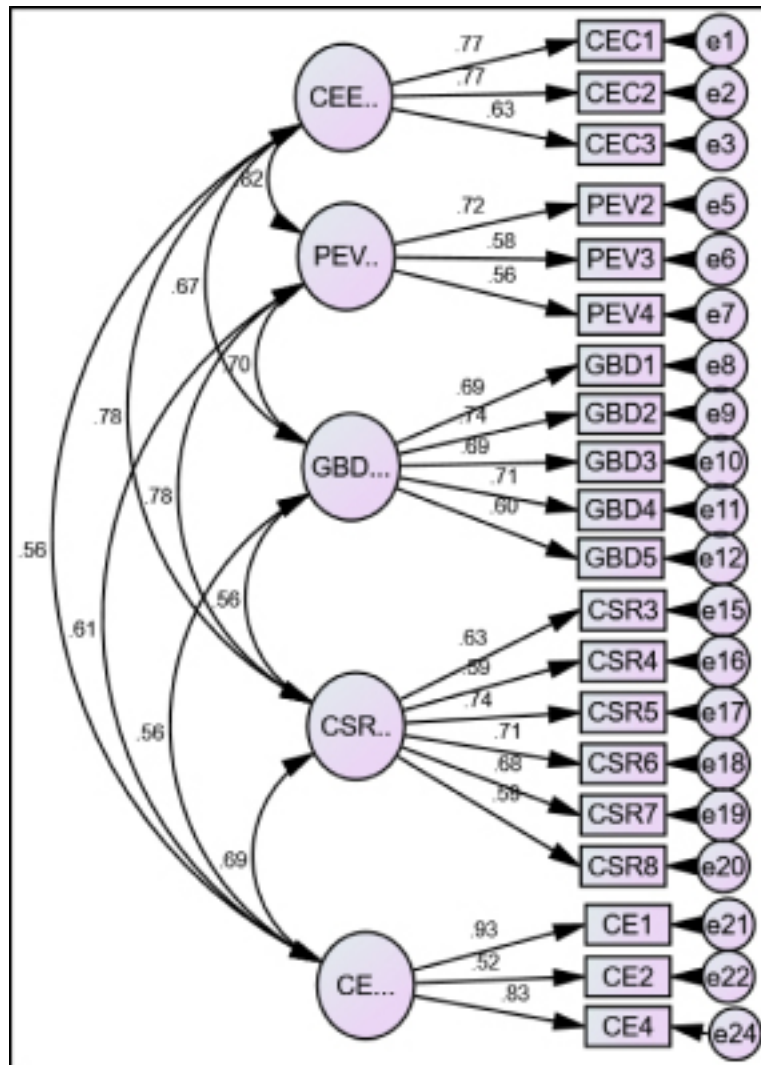 .77 CEC1 e1
CEE.. .77 CEC2 e2
.63 CEC3 e3
.62
.72 PEV2 e5
PEV.. .58 PEV3 e6
.56 PEV4 e7
.67
.70
.69 GBD1 e8
.74 GBD2 e9
GBD... .69 GBD3 e10
.71 GBD4 e11
.60 GBD5 e12
.78
.78
.56
.56
.61
.63 CSR3 e15
.59 CSR4 e16
CSR.. .74 CSR5 e17
.71 CSR6 e18
.68 CSR7 e19
.59 CSR8 e20
.56
.69
.93 CE1 e21
CE... .52 CE2 e22
.83 CE4 e24